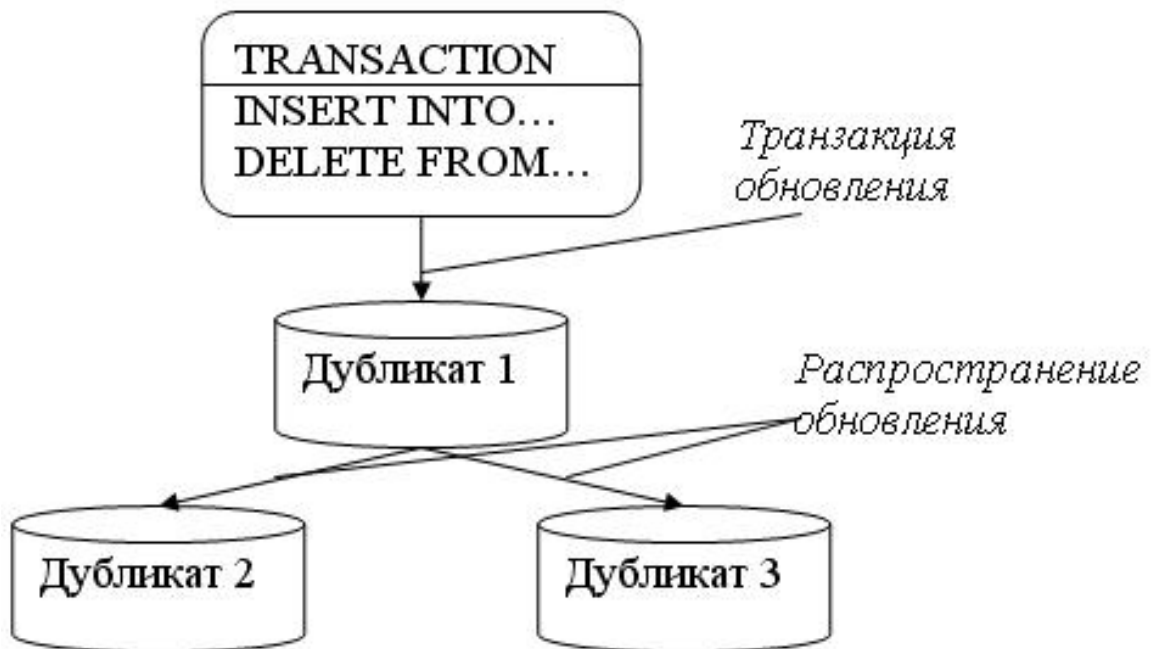 TRANSACTION
INSERT INTO...
DELETE FROM...
Транзакция
обновления
Дубликат 1
Распространение
обновления
Дубликат 2
Дубликат 3